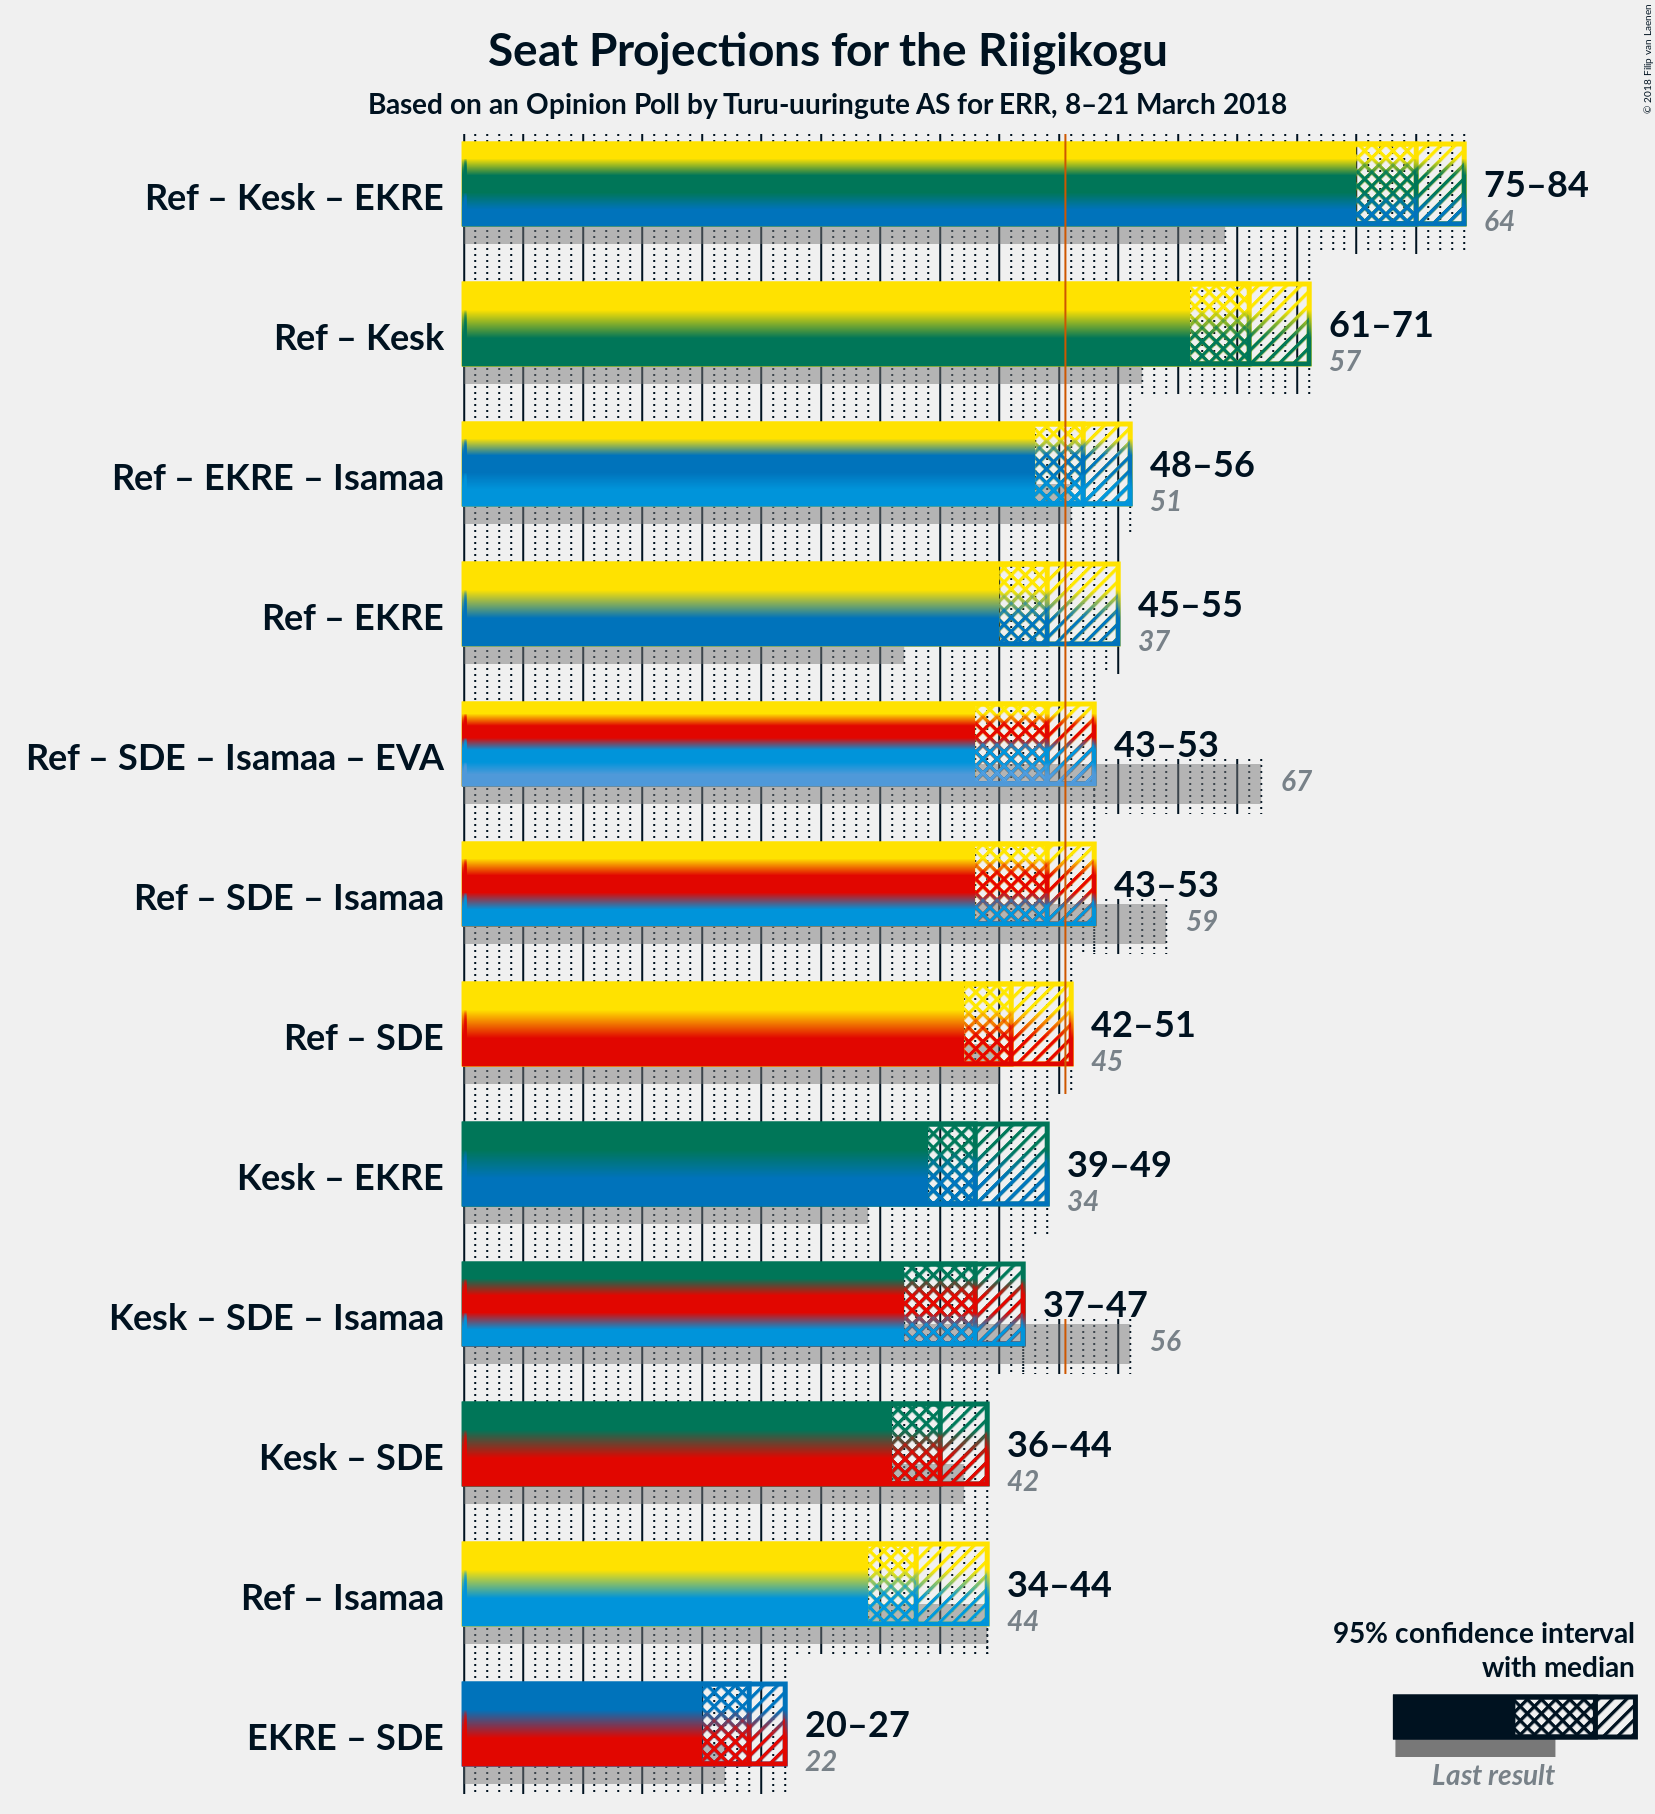 Seat Projections for the Riigikogu
Based on an Opinion Poll by Turu-uuringute AS for ERR, 8–21 March 2018
© 2018 Filip van Laenen
Ref – Kesk – EKRE
75–84
64
Ref – Kesk
61–71
57
Ref – EKRE – Isamaa
48–56
51
Ref – EKRE
45–55
37
Ref – SDE – Isamaa – EVA
43–53
67
Ref – SDE – Isamaa
43–53
59
Ref – SDE
42–51
45
Kesk – EKRE
39–49
34
Kesk – SDE – Isamaa
37–47
56
Kesk – SDE
36–44
42
Ref – Isamaa
34–44
44
EKRE – SDE
20–27
22
95% confidence interval
with median
Last result